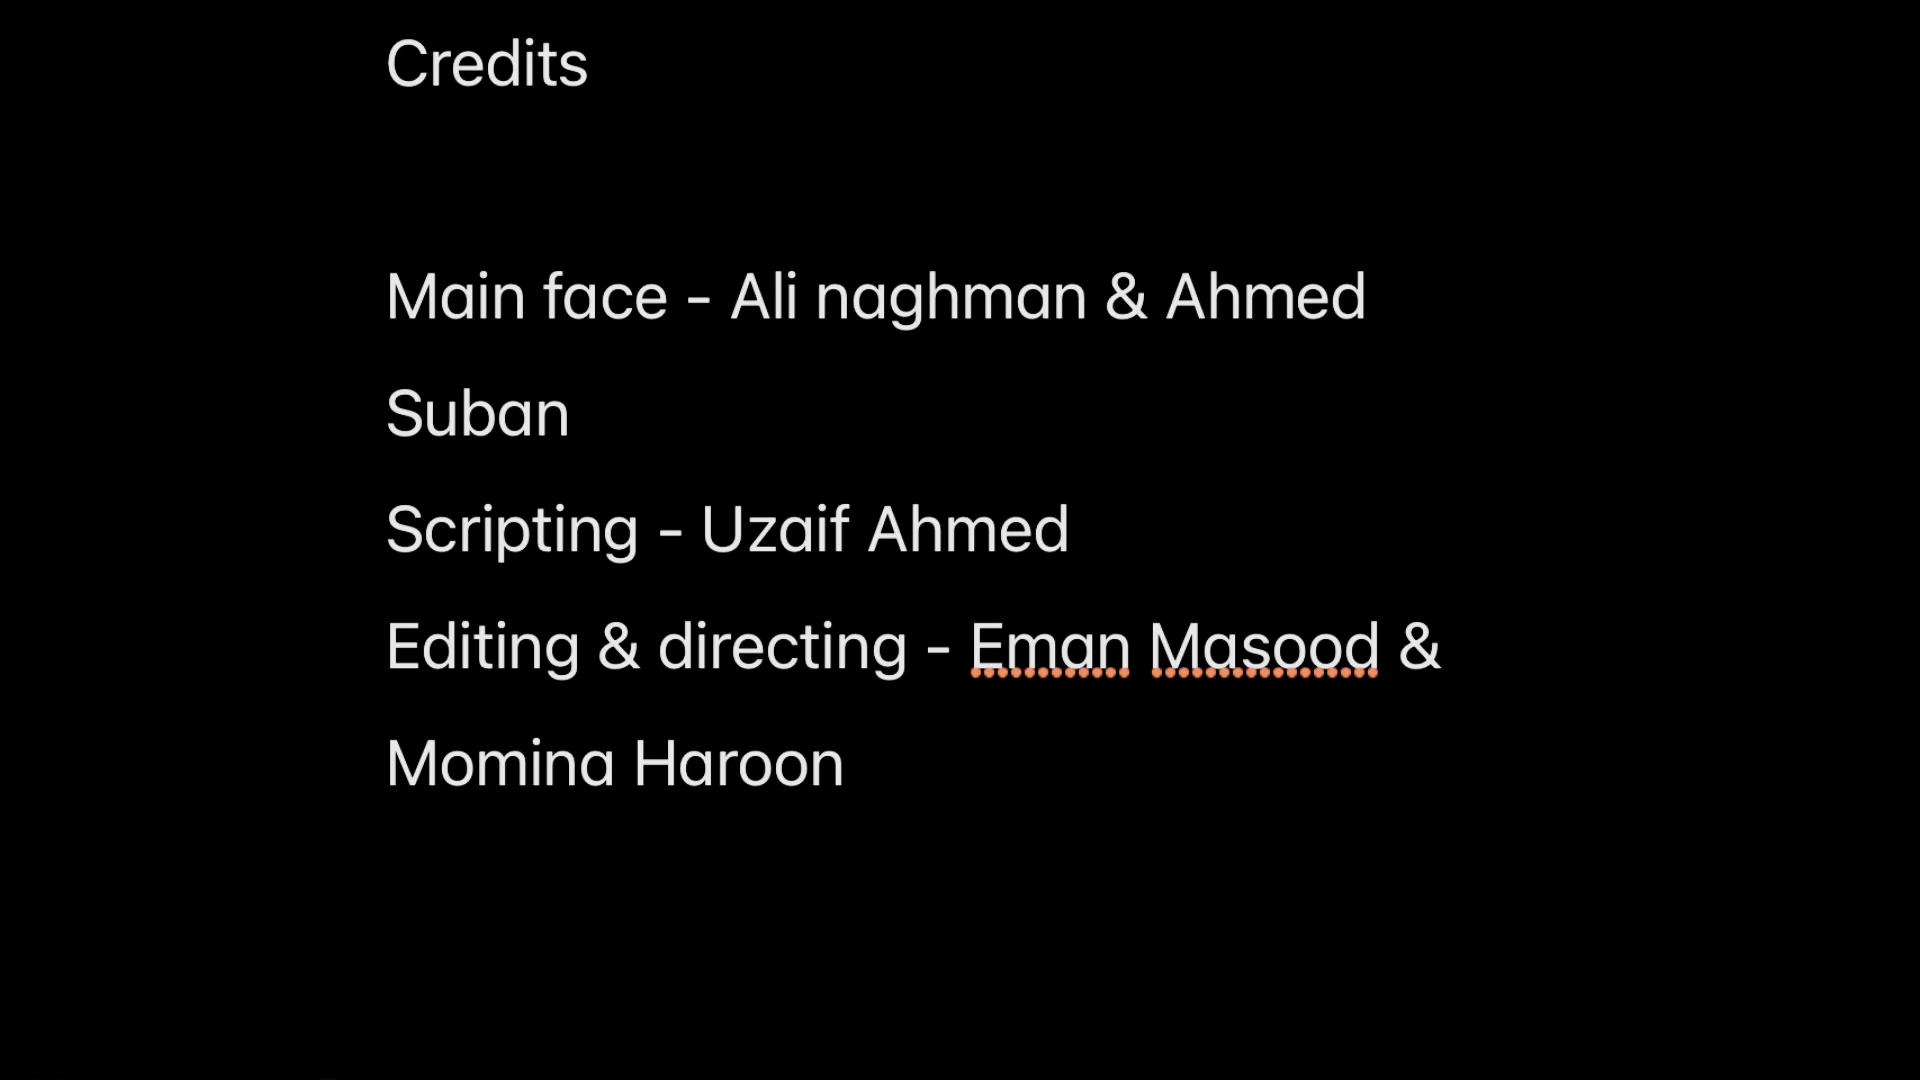 Credits
Main face - Ali naghman & Ahmed
Suban
Scripting - Uzaif Ahmed
Editing & directing - Eman Masood &
Momina Haroon